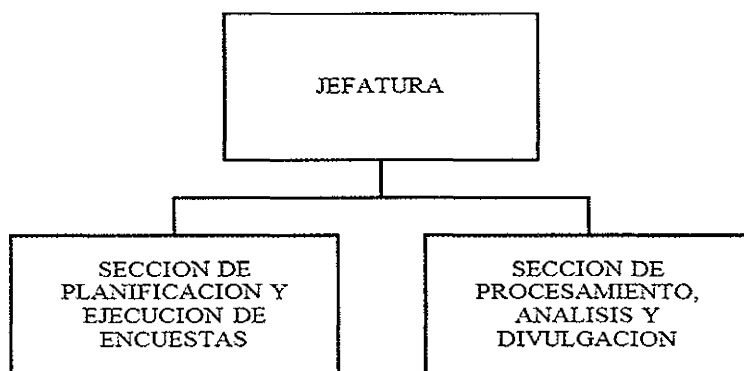 JEFATURA
SECCION DE
PLANIFICACION Y
EJECUCION DE
ENCUESTAS
SECCION DE
PROCESAMIENTO,
ANALISIS Y
DIVULGACION